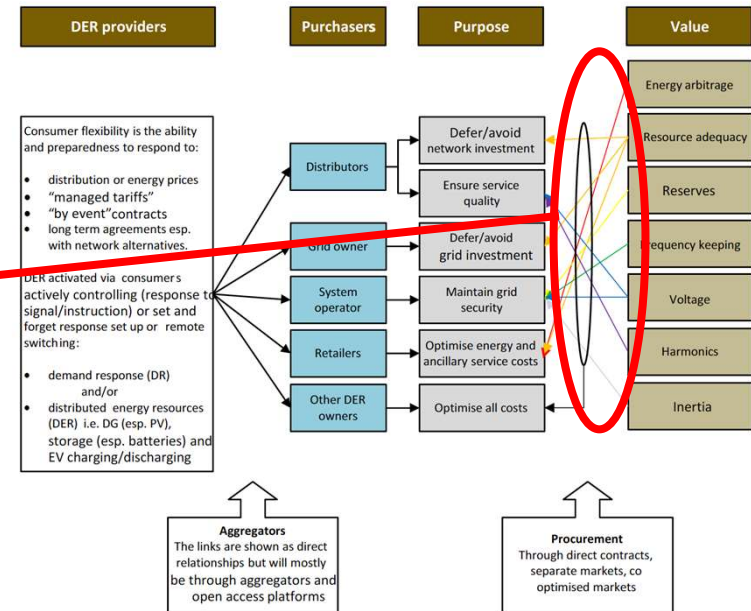 DER providers
Purchasers
Purpose
Value
Consumer flexibility is the ability
and preparedness to respond to:
• distribution or energy prices
• “managed tariffs”
• “by event”contracts
• long term agreements esp.
with network alternatives.
DER activated via consumer's
actively controlling (response to
signal/instruction) or set and
forget response set up or remote
switching:
• demand response (DR)
and/or
• distributed energy resources
(DER) i.e. DG (esp. PV),
storage (esp. batteries) and
EV charging/discharging
Distributors
Grid owner
System
operator
Retailers
Other DER
owners
Defer/avoid
network investment
Ensure service
quality
Defer/avoid
grid investment
Maintain grid
security
Optimise energy and
ancillary service costs
Optimise all costs
Energy arbitrage
Resource adequacy
Reserves
Frequency keeping
Voltage
Harmonics
Inertia
Aggregators
The links are shown as direct
relationships but will mostly
be through aggregators and
open access platforms
Procurement
Through direct contracts,
separate markets, co
optimised markets